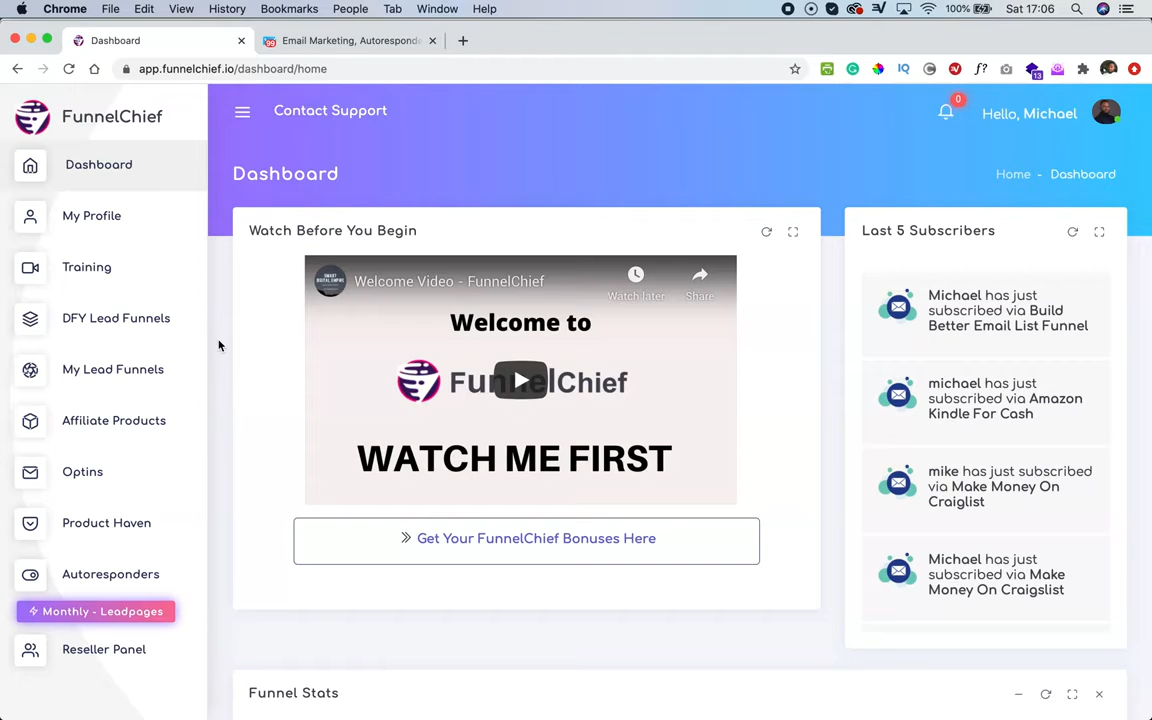 Chrome File Edit View History Bookmarks People Tab Window Help 100% Sat 17:06
Dashboard Email Marketing, Autoresponde
app.funnelchief.io/dashboard/home
13
FunnelChief
Contact Support
0
Hello, Michael
Dashboard
My Profile
Training
DFY Lead Funnels
My Lead Funnels
Affiliate Products
Optins
Product Haven
Autoresponders
Monthly - Leadpages
Reseller Panel
Dashboard
Home - Dashboard
Watch Before You Begin
Welcome Video - FunnelChief
Watch later
Share
Welcome to
FunnelChief
WATCH ME FIRST
Get Your FunnelChief Bonuses Here
Last 5 Subscribers
Michael has just
subscribed via Build
Better Email List Funnel
michael has just
subscribed via Amazon
Kindle For Cash
mike has just subscribed
via Make Money On
Craiglist
Michael has just
subscribed via Make
Money On Craigslist
Funnel Stats